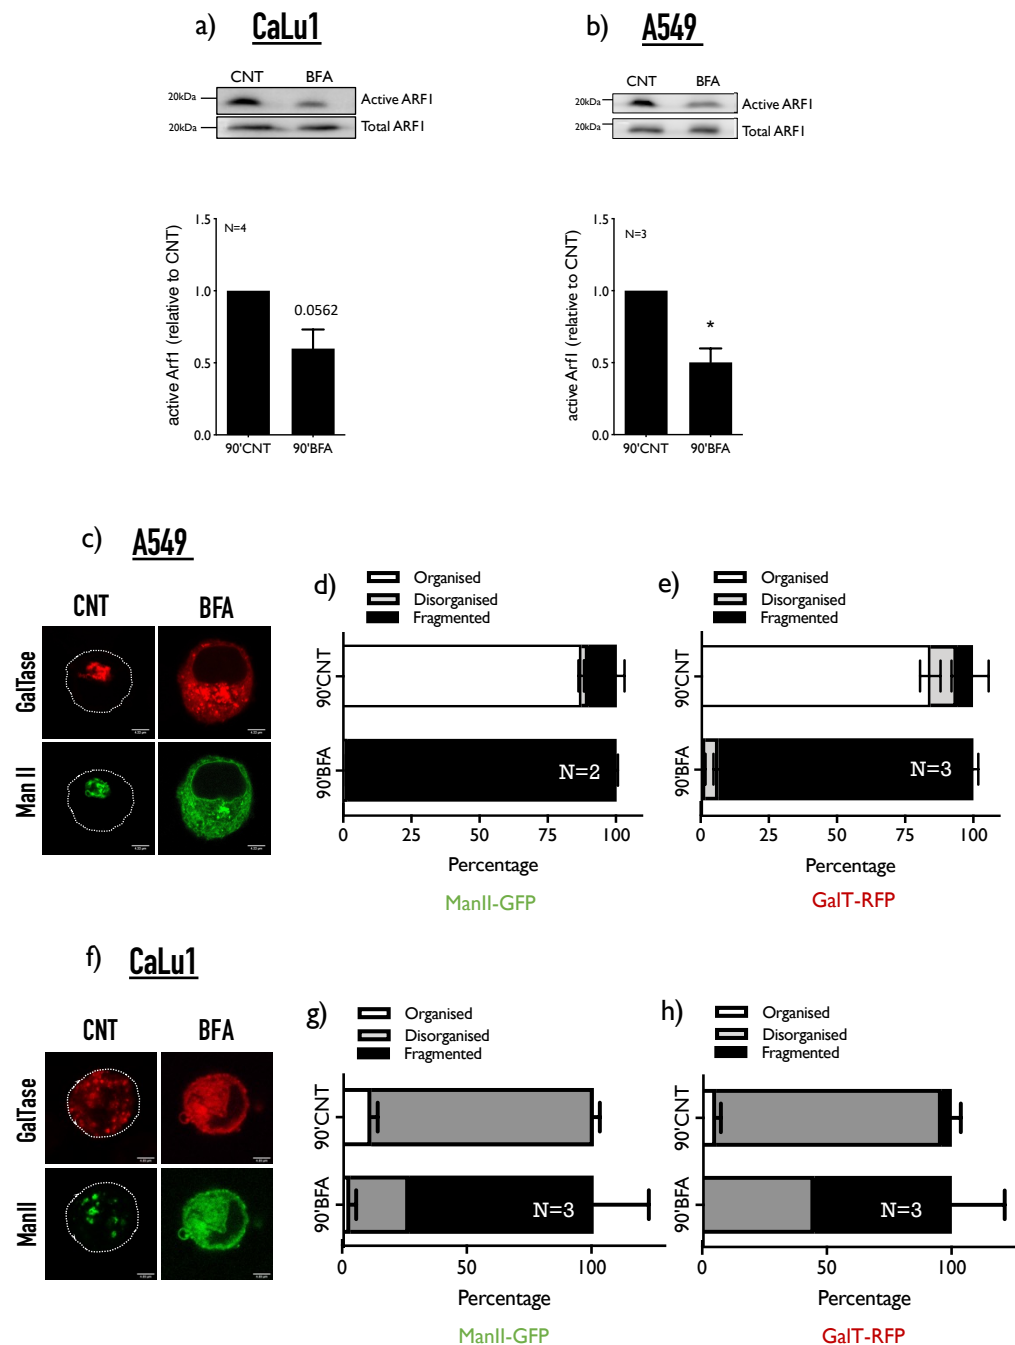 a) CaLu1
CNT BFA
20kDa Active ARF1
20kDa Total ARF1
active Arf1 (relative to CNT)
1.5
1.0
0.5
0.0
N=4
0.0562
90'CNT 90'BFA
b) A549
CNT BFA
20kDa Active ARF1
20kDa Total ARF1
active Arf1 (relative to CNT)
1.5
1.0
0.5
0.0
N=3
*
90'CNT 90'BFA
c) A549
CNT BFA
GalTase
Man II
d)
Organised
Disorganised
Fragmented
90'CNT
90'BFA
N=2
0 25 50 75 100
Percentage
ManII-GFP
e)
Organised
Disorganised
Fragmented
90'CNT
90'BFA
N=3
0 25 50 75 100
Percentage
GalT-RFP
f) CaLu1
CNT BFA
GalTase
ManII
g)
Organised
Disorganised
Fragmented
90'CNT
90'BFA
N=3
0 50 100
Percentage
ManII-GFP
h)
Organised
Disorganised
Fragmented
90'CNT
90'BFA
N=3
0 50 100
Percentage
GalT-RFP